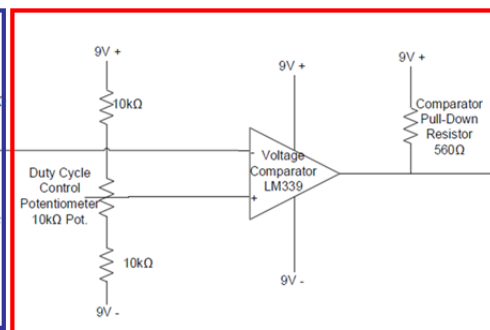 9V +
10kΩ
Duty Cycle
Control
Potentiometer
10kΩ Pot.
10kΩ
9V -
9V +
-
Voltage
Comparator
LM339
+
9V -
9V +
Comparator
Pull-Down
Resistor
560Ω